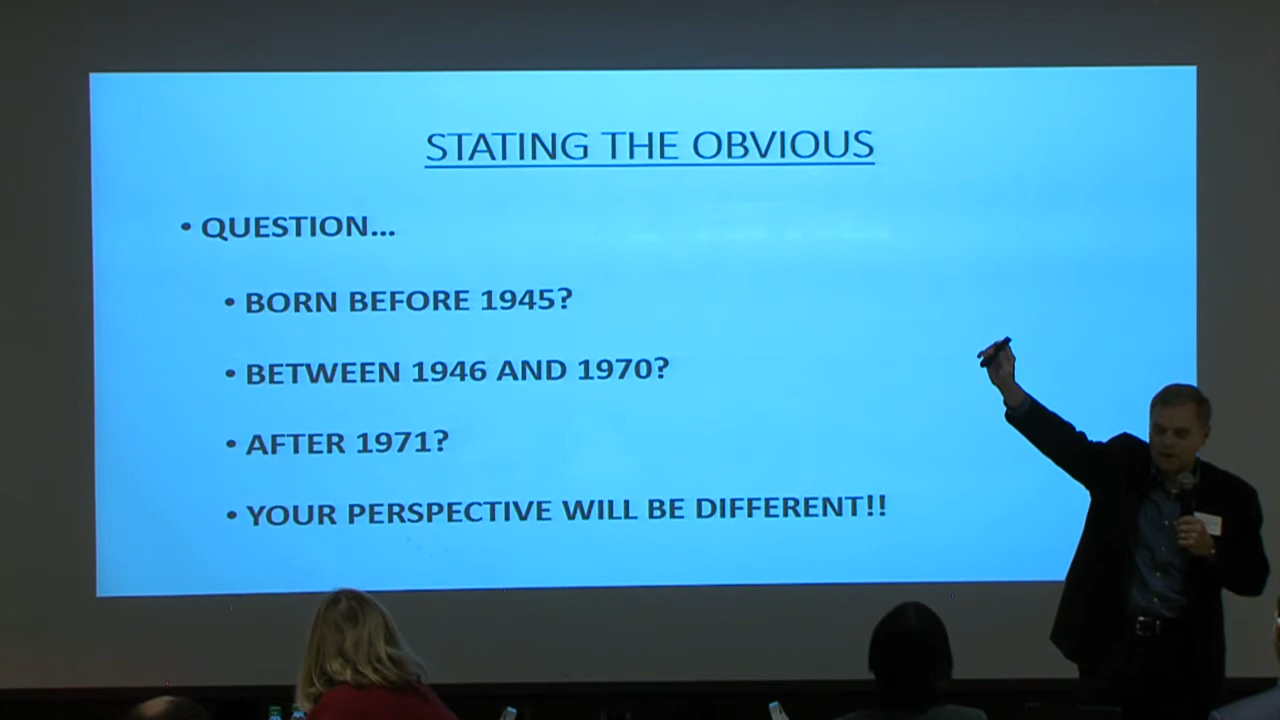 STATING THE OBVIOUS
• QUESTION...
• BORN BEFORE 1945?
• BETWEEN 1946 AND 1970?
• AFTER 1971?
• YOUR PERSPECTIVE WILL BE DIFFERENT!!